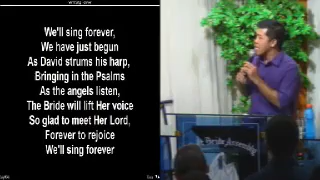 We'll sing forever,
We have just begun
As David strums his harp,
Bringing in the Psalms
As the angels listen,
The Bride will lift Her voice
So glad to meet Her Lord,
Forever to rejoice
We'll sing forever